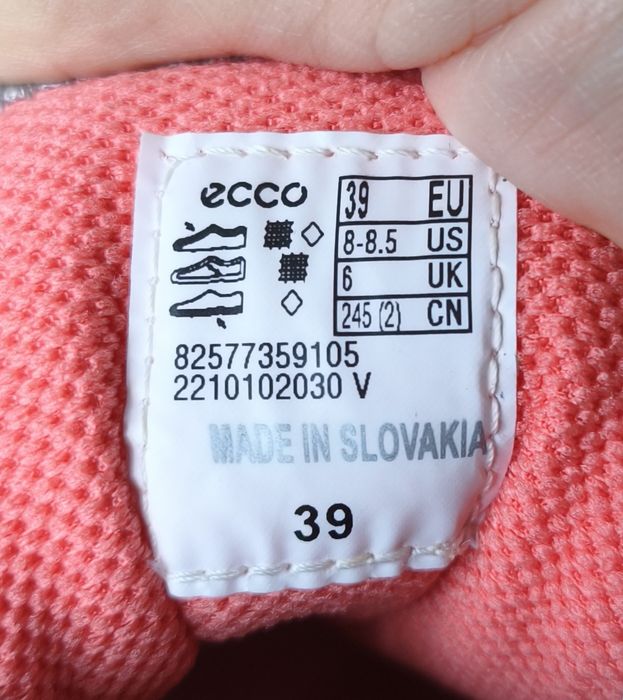 ecco
39 EU
8-8.5 US
6 UK
245 (2) CN
82577359105
2210102030 V
MADE IN SLOVAKIA
39